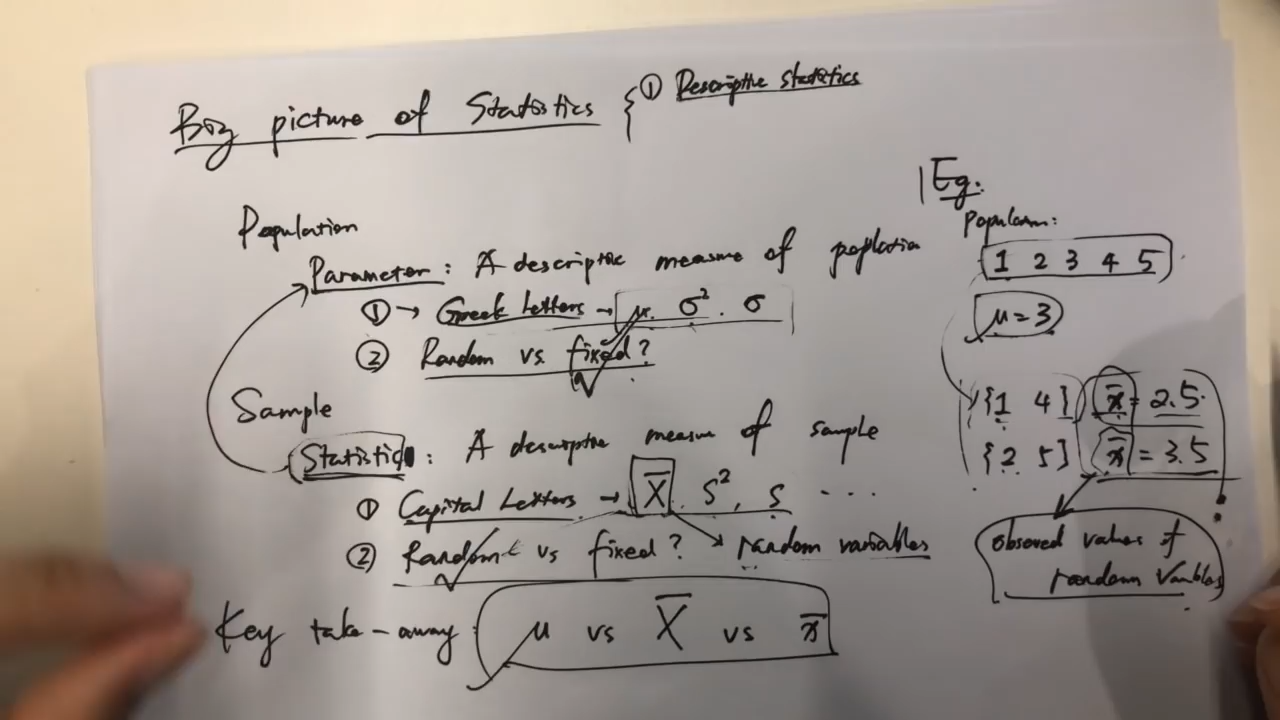 Big picture of Statistics { ① Descriptive statistics
Population
Parameter: A descriptive measure of poplation
① → Greek Letters → μ. σ². σ
② Random vs fixed?
Sample
Statistic: A descriptive measure of sample
① Capital Letters → X̄. S², S ...
② Random vs fixed? → random variables
Key take-away: μ vs X̄ vs x̄
Eg.
Population:
1 2 3 4 5
μ=3
{1 4} x̄ = 2.5
{2 5} x̄ = 3.5
observed values of
random variables